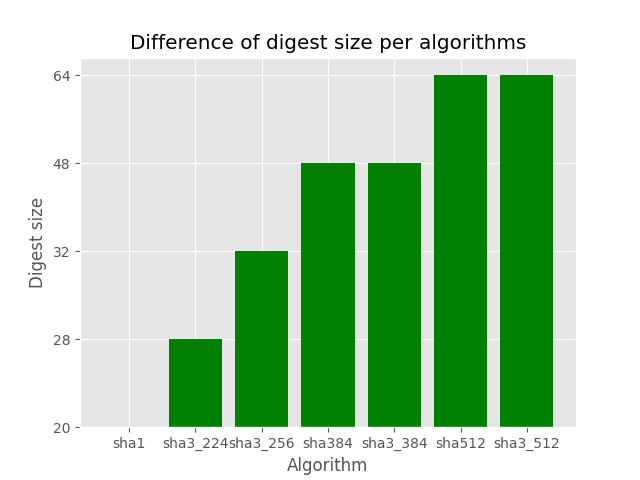 Difference of digest size per algorithms
64
48
32
28
20
Digest size
sha1 sha3_224 sha3_256 sha384 sha3_384 sha512 sha3_512
Algorithm